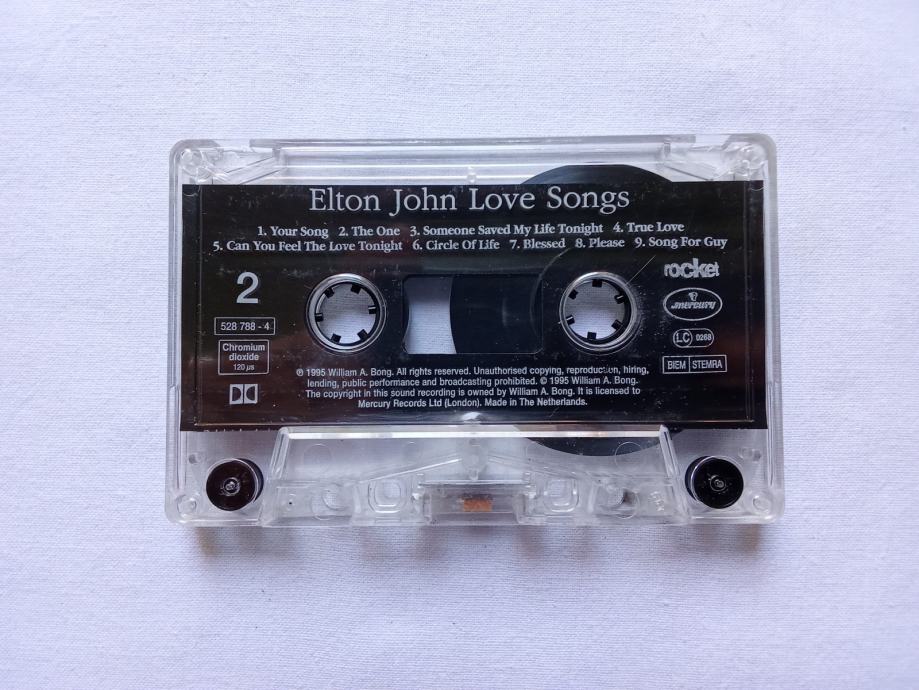 Elton John Love Songs
1. Your Song 2. The One 3. Someone Saved My Life Tonight 4. True Love
5. Can You Feel The Love Tonight 6. Circle Of Life 7. Blessed 8. Please 9. Song For Guy
2
528 788 - 4
Chromium
dioxide
120 µs
rocket
mercury
LC 0268
BIEM STEMRA
℗ 1995 William A. Bong. All rights reserved. Unauthorised copying, reproduction, hiring,
lending, public performance and broadcasting prohibited. © 1995 William A. Bong.
The copyright in this sound recording is owned by William A. Bong. It is licensed to
Mercury Records Ltd (London). Made in The Netherlands.